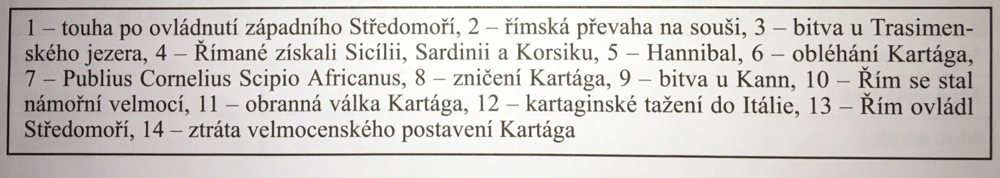 1 – touha po ovládnutí západního Středomoří, 2 – římská převaha na souši, 3 – bitva u Trasimen-
ského jezera, 4 – Římané získali Sicílii, Sardinii a Korsiku, 5 – Hannibal, 6 – obléhání Kartága,
7 – Publius Cornelius Scipio Africanus, 8 – zničení Kartága, 9 – bitva u Kann, 10 – Řím se stal
námořní velmocí, 11 – obranná válka Kartága, 12 – kartaginské tažení do Itálie, 13 – Řím ovládl
Středomoří, 14 – ztráta velmocenského postavení Kartága